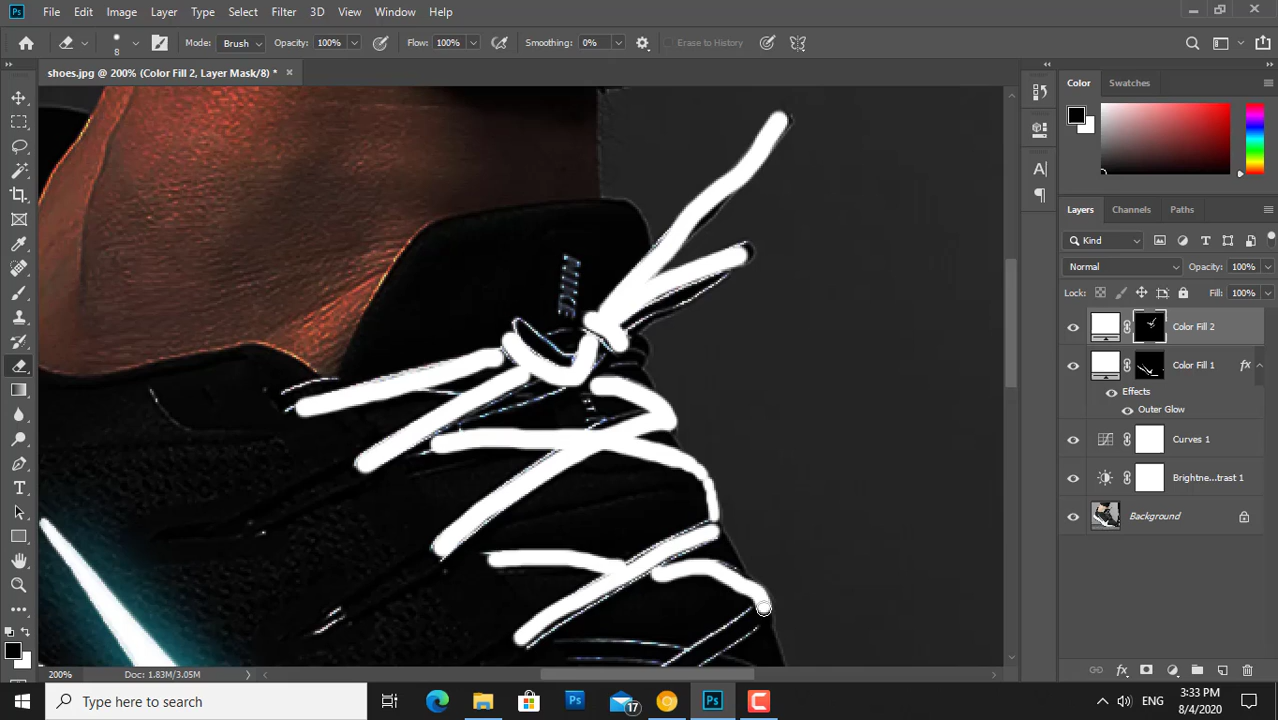 Ps File Edit Image Layer Type Select Filter 3D View Window Help
8 Mode: Brush Opacity: 100% Flow: 100% Smoothing: 0% Erase to History
shoes.jpg @ 200% (Color Fill 2, Layer Mask/8) *
Color Swatches
Layers Channels Paths
Kind
Normal Opacity: 100%
Lock: Fill: 100%
Color Fill 2
Color Fill 1 fx
Effects
Outer Glow
Curves 1
Brightne...trast 1
Background
NIKE
200% Doc: 1.83M/3.05M
Type here to search
17
ENG
3:33 PM
8/4/2020